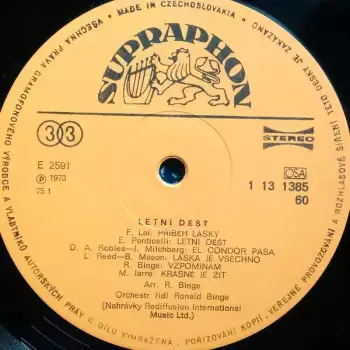 MADE IN CZECHOSLOVAKIA
VŠECHNA PRÁVA GRAMOFONOVÉHO VÝROBCE A VLASTNÍKŮ AUTORSKÝCH PRÁV K DÍLU VYHRAZENA. POŘIZOVÁNÍ KOPIÍ, VEŘEJNÉ PROVOZOVÁNÍ A ROZHLASOVÉ ŠÍŘENÍ TÉTO DESKY JE ZAKÁZÁNO
SUPRAPHON
33
STEREO
E 2591
℗ 1973
75 1
OSA
1 13 1385
60
LETNÍ DÉŠŤ
F. Lai: PŘÍBĚH LÁSKY
E. Ponticelli: LETNÍ DÉŠŤ
D. A. Robles-J. Milchberg: EL CONDOR PASA
L. Reed-B. Mason: LÁSKA JE VŠECHNO
R. Binge: VZPOMÍNÁM
M. Jarre: KRÁSNÉ JE ŽÍT
Arr. R. Binge
Orchestr řídí Ronald Binge
(Nahrávky Rediffusion International
Music Ltd.)